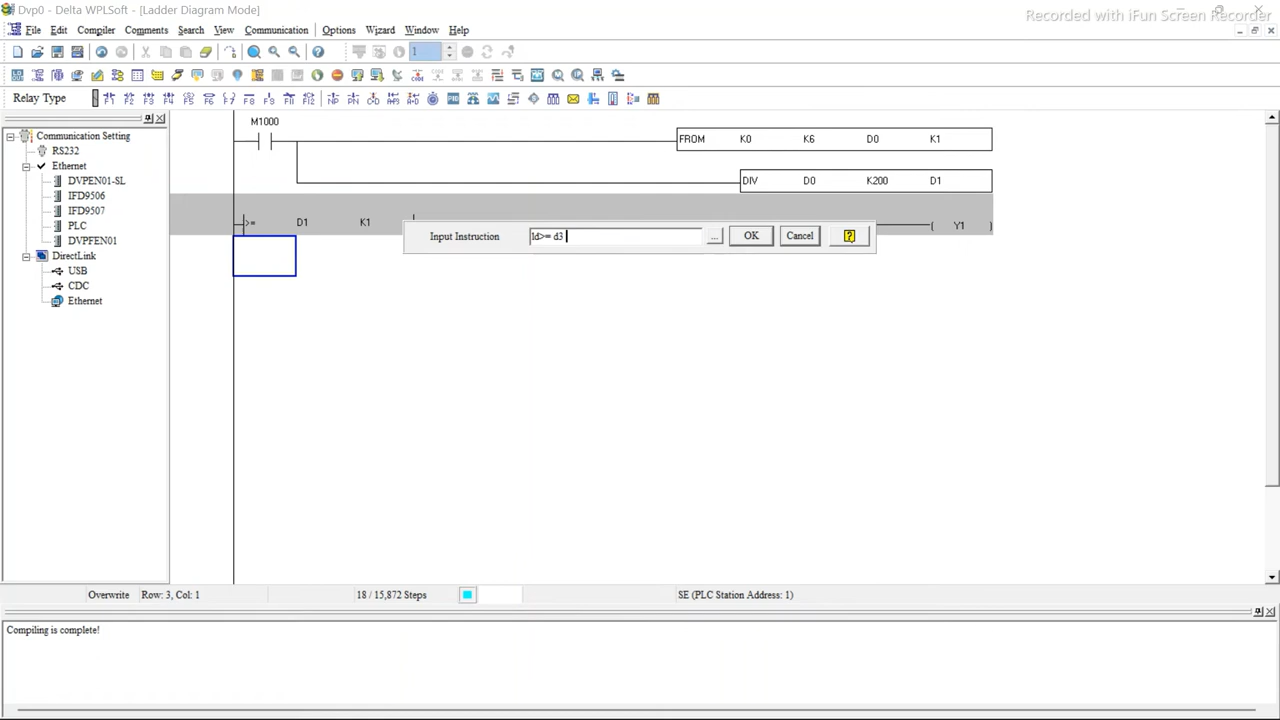 Dvp0 - Delta WPLSoft - [Ladder Diagram Mode]
Recorded with iFun Screen Recorder
File Edit Compiler Comments Search View Communication Options Wizard Window Help
1
Relay Type
M1000
FROM K0 K6 D0 K1
DIV D0 K200 D1
>= D1 K1
Y1
Input Instruction ld>= d3 ... OK Cancel
Communication Setting
RS232
Ethernet
DVPEN01-SL
IFD9506
IFD9507
PLC
DVPFEN01
DirectLink
USB
CDC
Ethernet
Overwrite Row: 3, Col: 1 18 / 15,872 Steps SE (PLC Station Address: 1)
Compiling is complete!